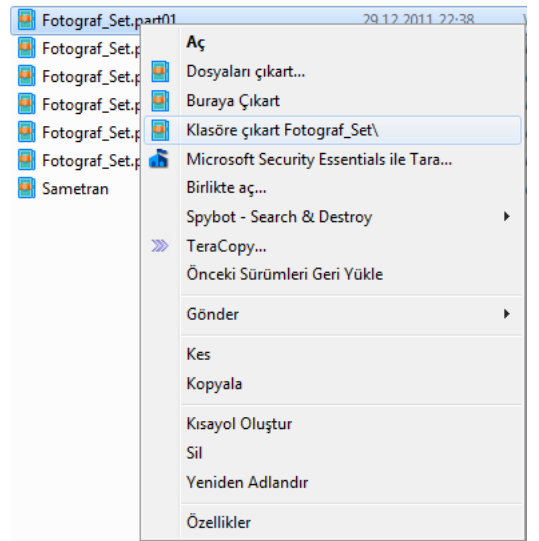 Fotograf_Set.part01 29.12.2011 22:38
Fotograf_Set.p
Fotograf_Set.p
Fotograf_Set.p
Fotograf_Set.p
Fotograf_Set.p
Sametran
Aç
Dosyaları çıkart...
Buraya Çıkart
Klasöre çıkart Fotograf_Set\
Microsoft Security Essentials ile Tara...
Birlikte aç...
Spybot - Search & Destroy
TeraCopy...
Önceki Sürümleri Geri Yükle
Gönder
Kes
Kopyala
Kısayol Oluştur
Sil
Yeniden Adlandır
Özellikler